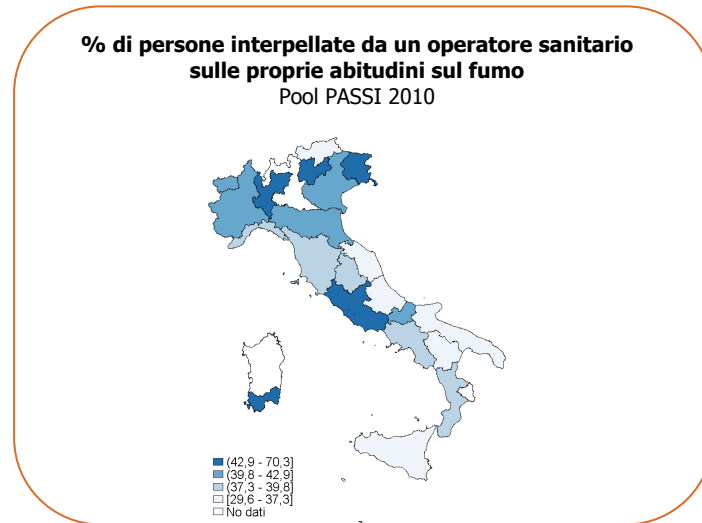 % di persone interpellate da un operatore sanitario
sulle proprie abitudini sul fumo
Pool PASSI 2010
(42,9 - 70,3]
(39,8 - 42,9]
(37,3 - 39,8]
[29,6 - 37,3]
No dati